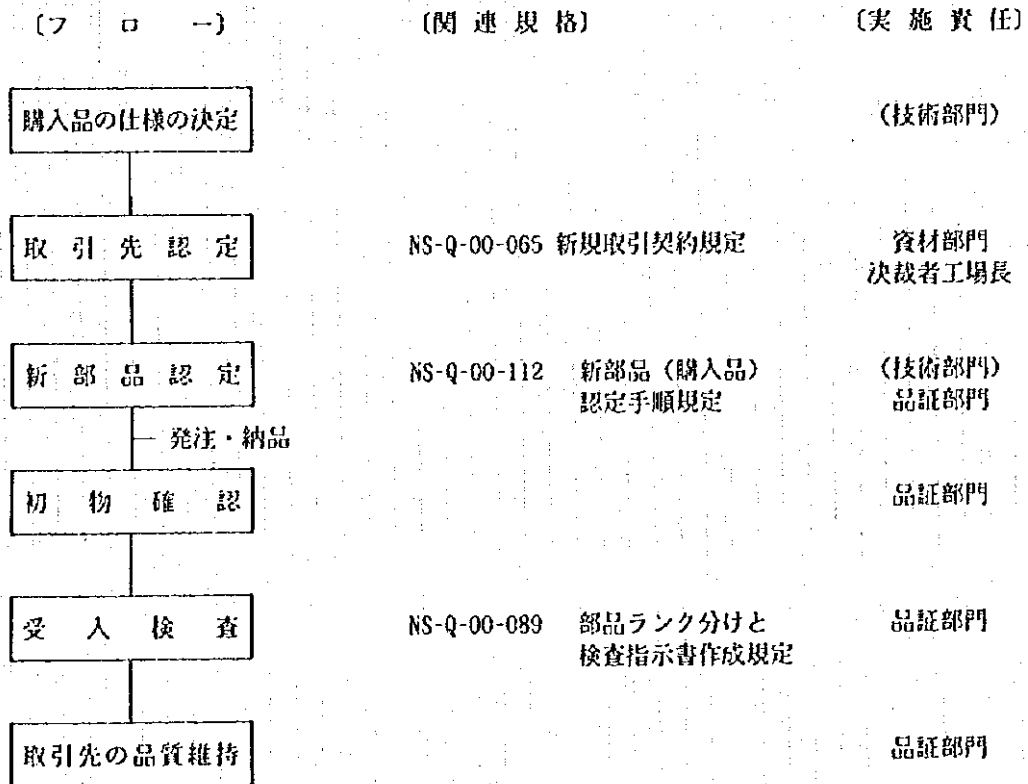 〔フロー〕 〔関連規格〕 〔実施責任〕
購入品の仕様の決定 (技術部門)
取引先認定 NS-Q-00-065 新規取引契約規定 資材部門
決裁者工場長
新部品認定 NS-Q-00-112 新部品(購入品) (技術部門)
認定手順規定 品証部門
発注・納品
初物確認 品証部門
受入検査 NS-Q-00-089 部品ランク分けと 品証部門
検査指示書作成規定
取引先の品質維持 品証部門